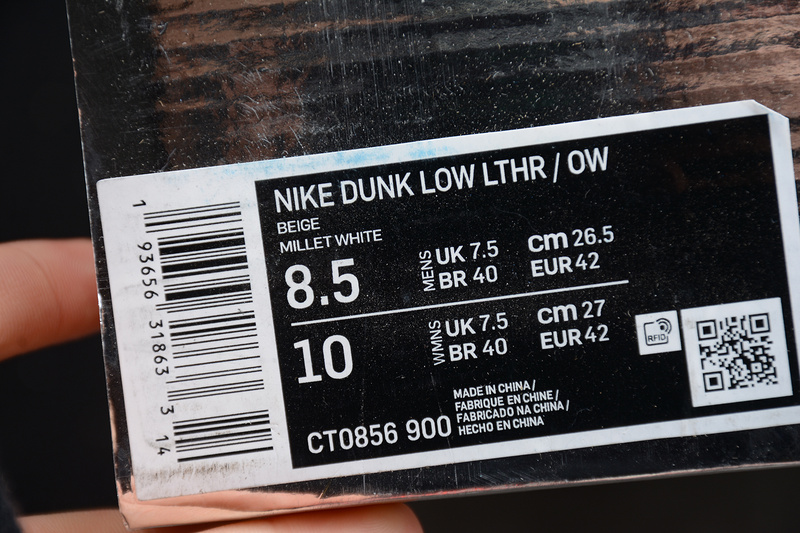 NIKE DUNK LOW LTHR / OW
BEIGE
MILLET WHITE
8.5
MENS
UK 7.5
BR 40
cm 26.5
EUR 42
10
WMNS
UK 7.5
BR 40
cm 27
EUR 42
RFID
CT0856 900
MADE IN CHINA /
FABRIQUE EN CHINE /
FABRICADO NA CHINA /
HECHO EN CHINA
1 93656 31863 3 14